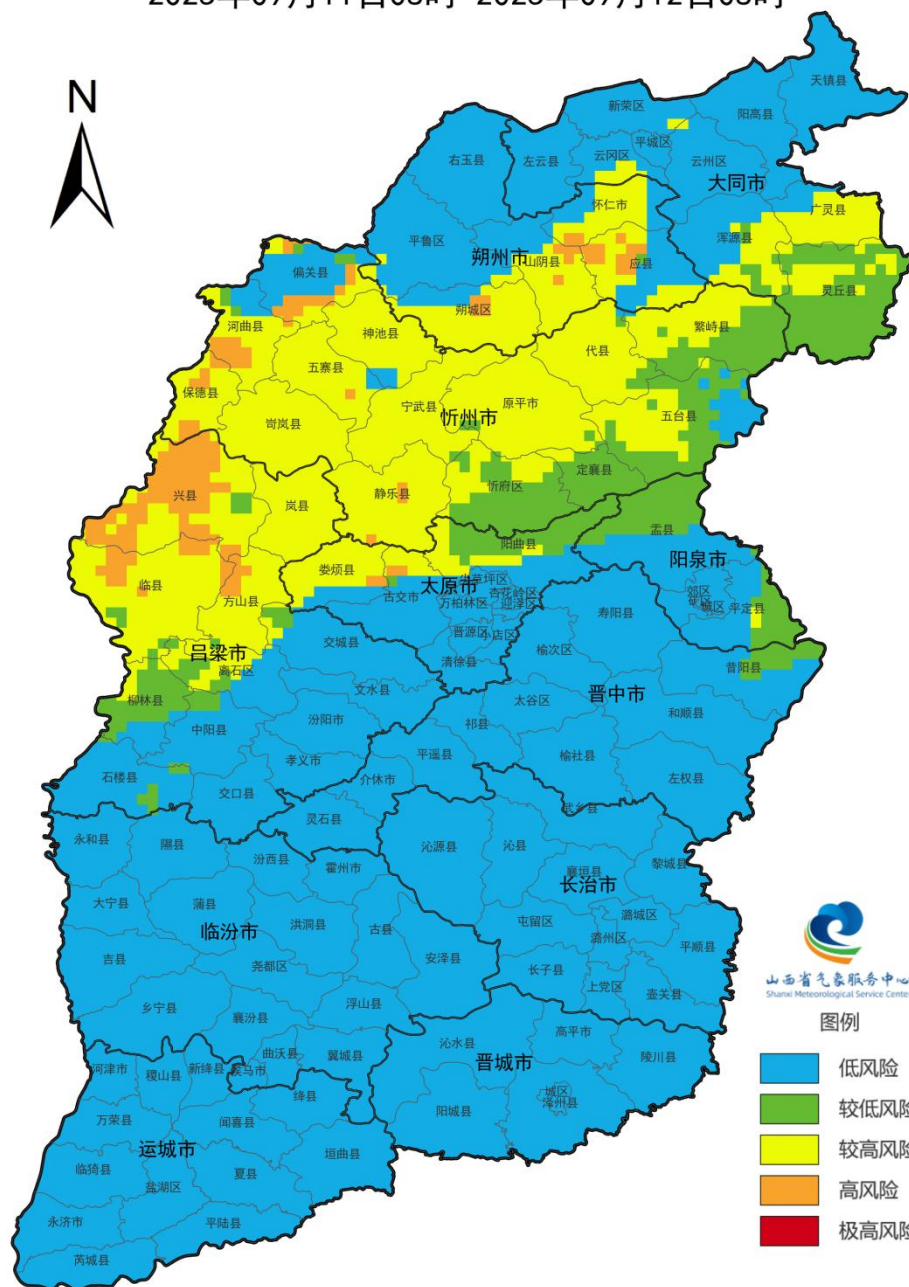 N
天镇县
新荣区
阳高县
平城区
右玉县
左云县
云冈区
云州区
大同市
怀仁市
广灵县
平鲁区
浑源县
朔州市
山阴县
应县
偏关县
灵丘县
朔城区
河曲县
神池县
繁峙县
代县
五寨县
保德县
宁武县
原平市
忻州市
五台县
岢岚县
定襄县
兴县
岚县
静乐县
忻府区
盂县
阳曲县
阳泉市
娄烦县
太原市
临县
古交市
杏花岭区
方山县
万柏林区
迎泽区
郊区
城区
平定县
寿阳县
交城县
晋源区
小店区
吕梁市
榆次区
离石区
清徐县
昔阳县
文水县
柳林县
太谷区
晋中市
和顺县
中阳县
汾阳市
祁县
孝义市
平遥县
榆社县
石楼县
介休市
左权县
交口县
武乡县
灵石县
永和县
隰县
沁源县
沁县
汾西县
霍州市
襄垣县
黎城县
长治市
大宁县
蒲县
洪洞县
屯留区
潞城区
临汾市
古县
潞州区
平顺县
吉县
尧都区
安泽县
长子县
上党区
壶关县
乡宁县
襄汾县
浮山县
高平市
沁水县
曲沃县
翼城县
陵川县
河津市
稷山县
新绛县
侯马市
晋城市
绛县
城区
泽州县
万荣县
闻喜县
阳城县
运城市
垣曲县
临猗县
夏县
盐湖区
永济市
平陆县
芮城县
山西省气象服务中心
Shanxi Meteorological Service Center
图例
低风险
较低风险
较高风险
高风险
极高风险